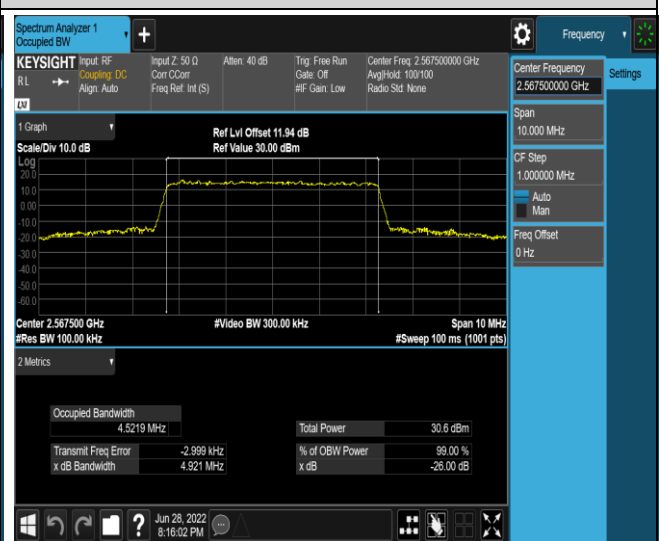 Spectrum Analyzer 1
Occupied BW
+
Frequency
KEYSIGHT
RL
Input: RF
Coupling: DC
Align: Auto
Input Z: 50 Ω
Corr CCorr
Freq Ref: Int (S)
Atten: 40 dB
Trig: Free Run
Gate: Off
#IF Gain: Low
Center Freq: 2.567500000 GHz
Avg|Hold: 100/100
Radio Std: None
LXI
1 Graph
Scale/Div 10.0 dB
Ref Lvl Offset 11.94 dB
Ref Value 30.00 dBm
Log
20.0
10.0
0.00
-10.0
-20.0
-30.0
-40.0
-50.0
-60.0
Center 2.567500 GHz
#Res BW 100.00 kHz
#Video BW 300.00 kHz
Span 10 MHz
#Sweep 100 ms (1001 pts)
2 Metrics
Occupied Bandwidth
4.5219 MHz
Total Power 30.6 dBm
Transmit Freq Error -2.999 kHz
% of OBW Power 99.00 %
x dB Bandwidth 4.921 MHz
x dB -26.00 dB
Center Frequency
2.567500000 GHz
Settings
Span
10.000 MHz
CF Step
1.000000 MHz
Auto
Man
Freq Offset
0 Hz
?
Jun 28, 2022
8:16:02 PM